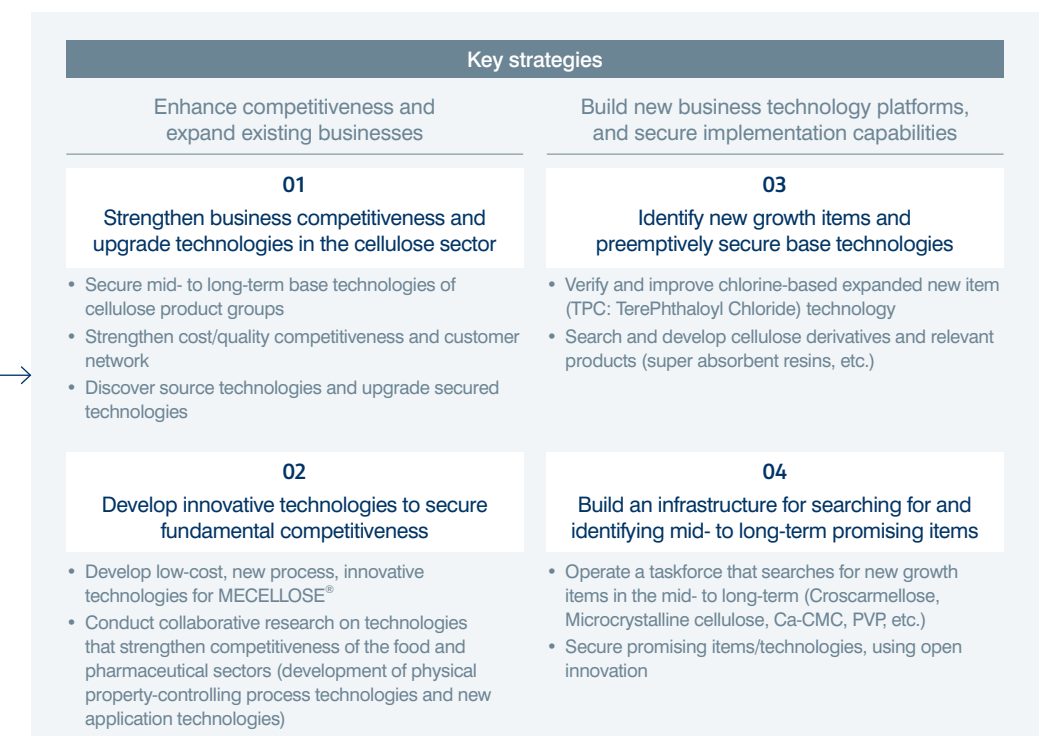 Key strategies
Enhance competitiveness and
expand existing businesses
01
Strengthen business competitiveness and
upgrade technologies in the cellulose sector
• Secure mid- to long-term base technologies of
cellulose product groups
• Strengthen cost/quality competitiveness and customer
network
• Discover source technologies and upgrade secured
technologies
02
Develop innovative technologies to secure
fundamental competitiveness
• Develop low-cost, new process, innovative
technologies for MECELLOSE®
• Conduct collaborative research on technologies
that strengthen competitiveness of the food and
pharmaceutical sectors (development of physical
property-controlling process technologies and new
application technologies)
Build new business technology platforms,
and secure implementation capabilities
03
Identify new growth items and
preemptively secure base technologies
• Verify and improve chlorine-based expanded new item
(TPC: TerePhthaloyl Chloride) technology
• Search and develop cellulose derivatives and relevant
products (super absorbent resins, etc.)
04
Build an infrastructure for searching for and
identifying mid- to long-term promising items
• Operate a taskforce that searches for new growth
items in the mid- to long-term (Croscarmellose,
Microcrystalline cellulose, Ca-CMC, PVP, etc.)
• Secure promising items/technologies, using open
innovation